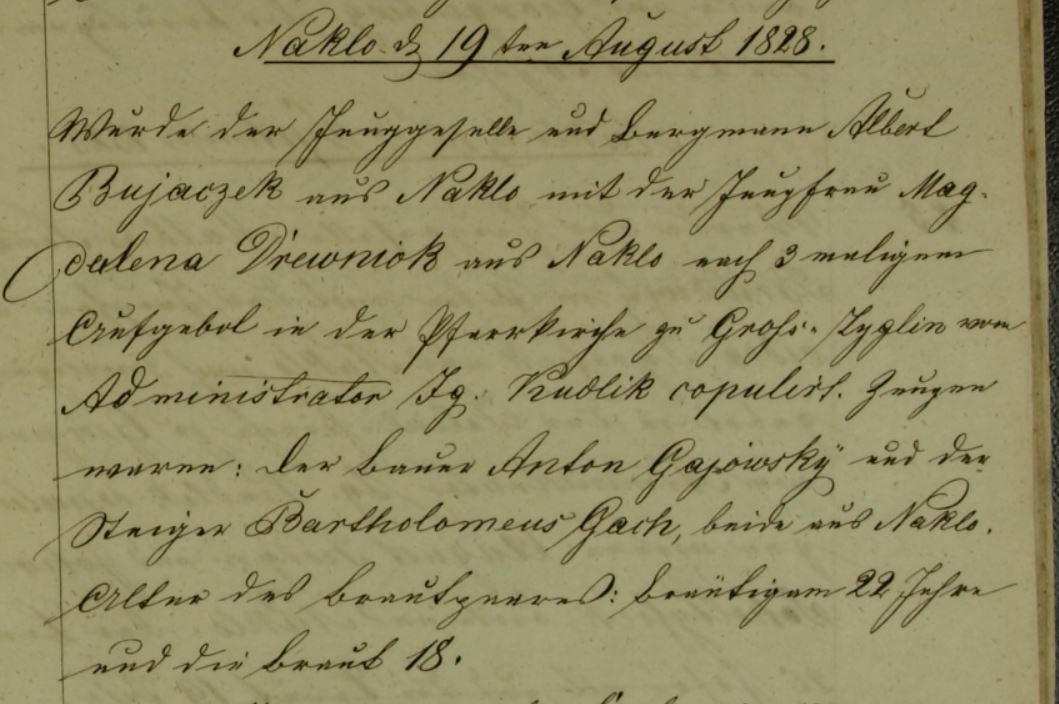 Naklo d. 19 ten August 1828.
Wurde der Junggeselle und Bergmann Albert
Bujaczek aus Naklo mit der Jungfrau Mag-
dalena Drewniok aus Naklo nach 3 maligem
Aufgebot in der Pfarrkirche zu Groß-Zyglin vom
Administrator Ig. Kudlik copulirt. Zeugen
waren: der Bauer Anton Gajowsky und der
Steiger Bartholomeus Gach, beide aus Naklo.
Alter des Brautpaares: Bräutigam 22 Jahre
und die Braut 18.